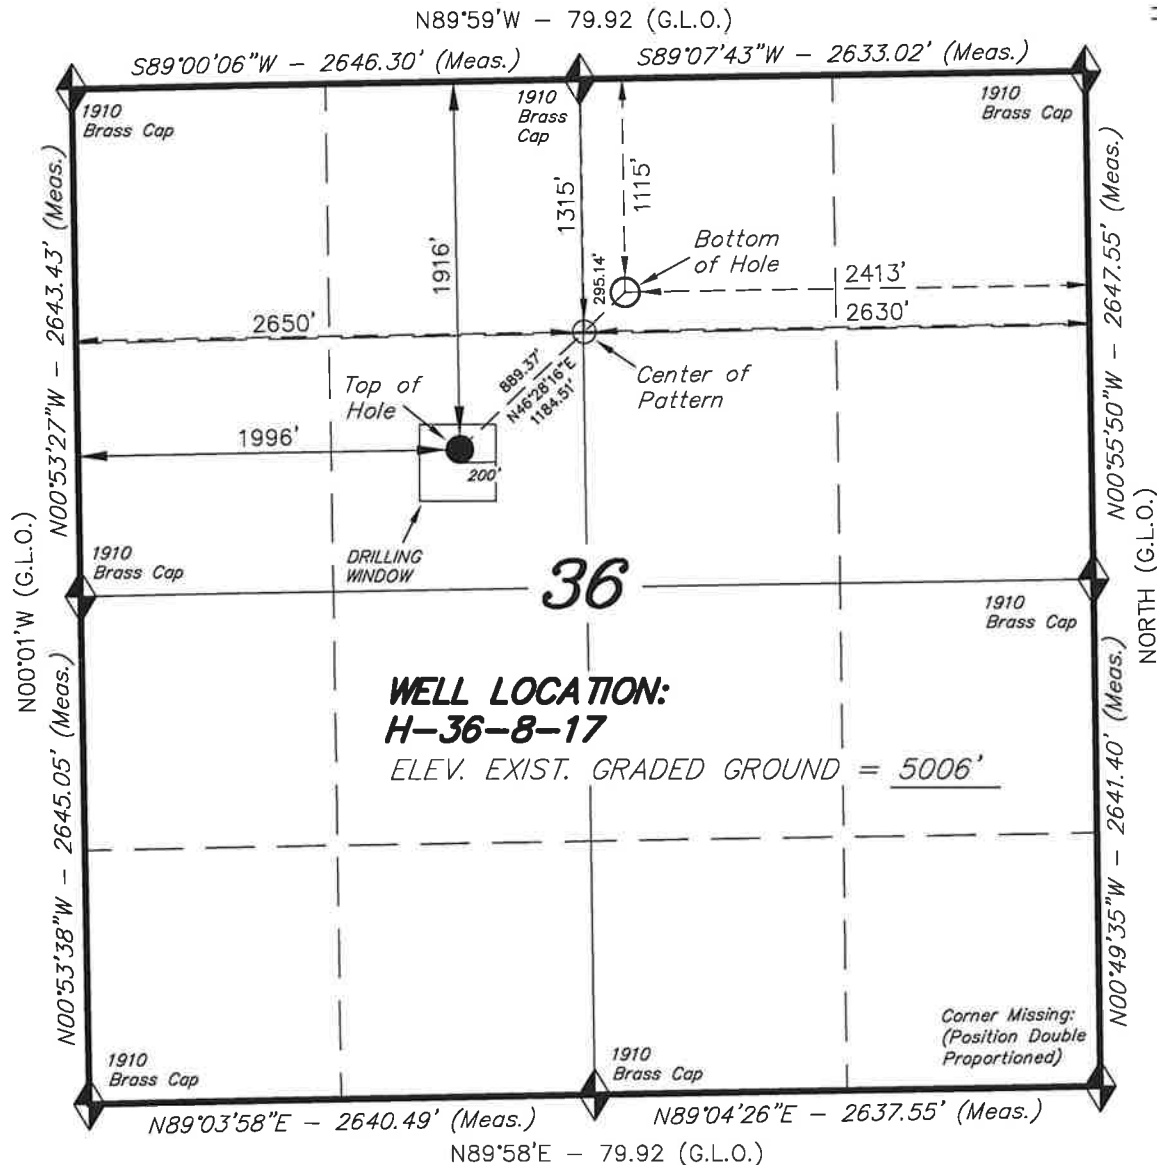 N89°59'W – 79.92 (G.L.O.)
S89°00'06"W – 2646.30' (Meas.)
S89°07'43"W – 2633.02' (Meas.)
1910
Brass Cap
1910
Brass
Cap
1910
Brass Cap
N00°53'27"W – 2643.43' (Meas.)
1916'
1315'
1115'
295.14'
Bottom
of Hole
2413'
2650'
2630'
889.37'
N46°28'16"E
1184.51'
Center of
Pattern
Top of
Hole
1996'
200'
DRILLING
WINDOW
N00°55'50"W – 2647.55' (Meas.)
N00°01'W (G.L.O.)
NORTH (G.L.O.)
1910
Brass Cap
36
1910
Brass Cap
WELL LOCATION:
H–36–8–17
ELEV. EXIST. GRADED GROUND = 5006'
N00°53'38"W – 2645.05' (Meas.)
N00°49'35"W – 2641.40' (Meas.)
Corner Missing:
(Position Double
Proportioned)
1910
Brass Cap
1910
Brass Cap
N89°03'58"E – 2640.49' (Meas.)
N89°04'26"E – 2637.55' (Meas.)
N89°58'E – 79.92 (G.L.O.)